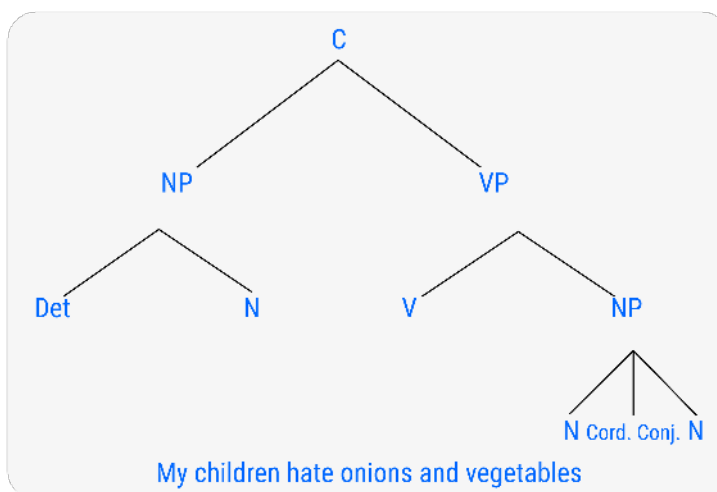 C
NP VP
Det N V NP
N Cord. Conj. N
My children hate onions and vegetables